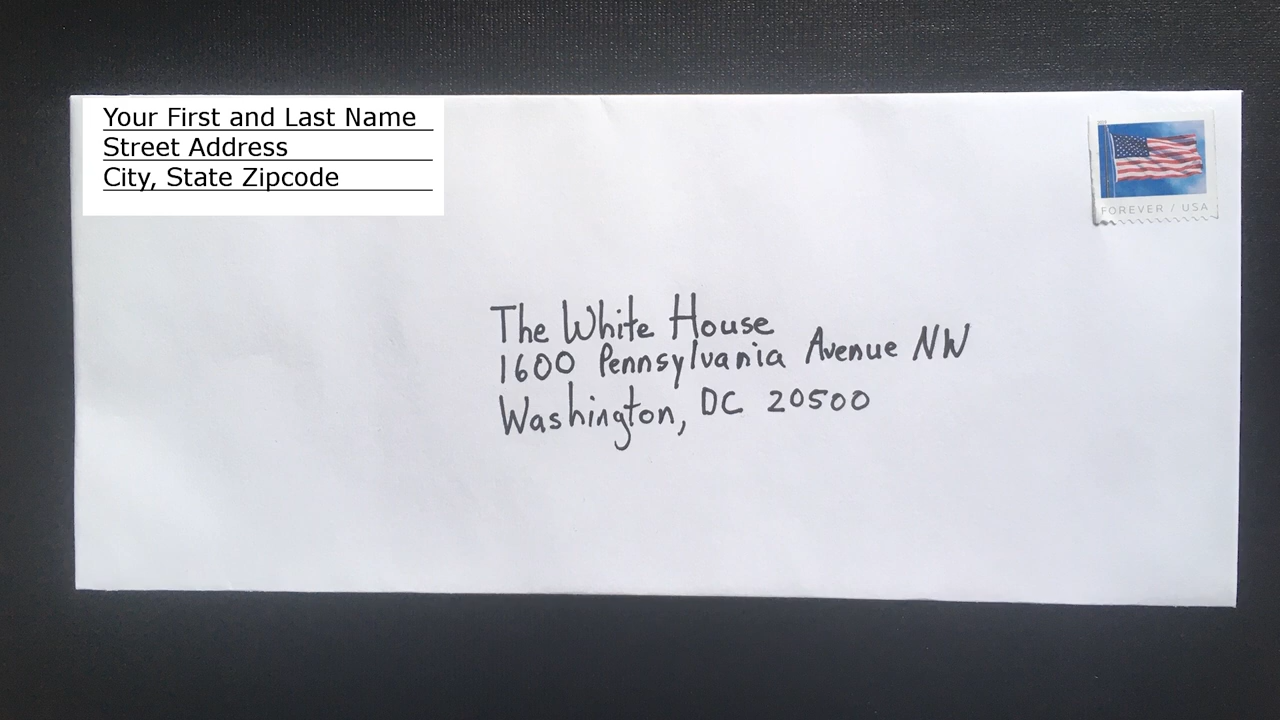 Your First and Last Name
Street Address
City, State Zipcode
FOREVER / USA
The White House
1600 Pennsylvania Avenue NW
Washington, DC 20500